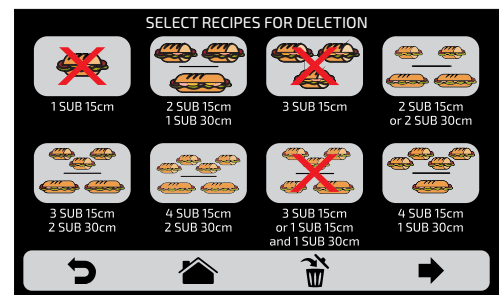 SELECT RECIPES FOR DELETION
1 SUB 15cm
2 SUB 15cm
1 SUB 30cm
3 SUB 15cm
2 SUB 15cm
or 2 SUB 30cm
3 SUB 15cm
2 SUB 30cm
4 SUB 15cm
2 SUB 30cm
3 SUB 15cm
or 1 SUB 15cm
and 1 SUB 30cm
4 SUB 15cm
1 SUB 30cm